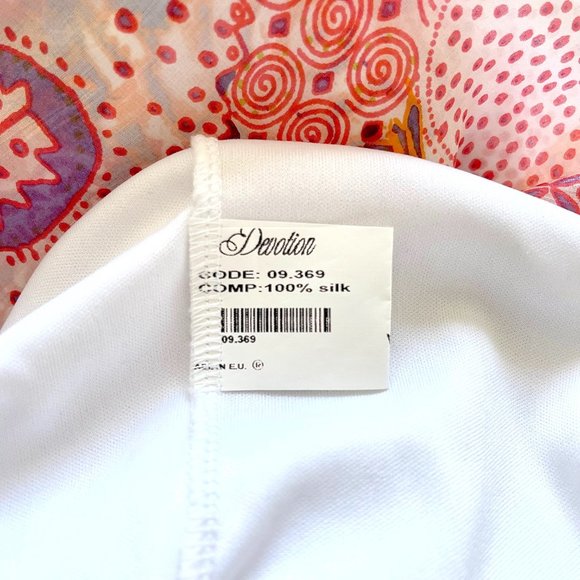 Devotion
CODE: 09.369
COMP:100% silk
09.369
E.U. ®